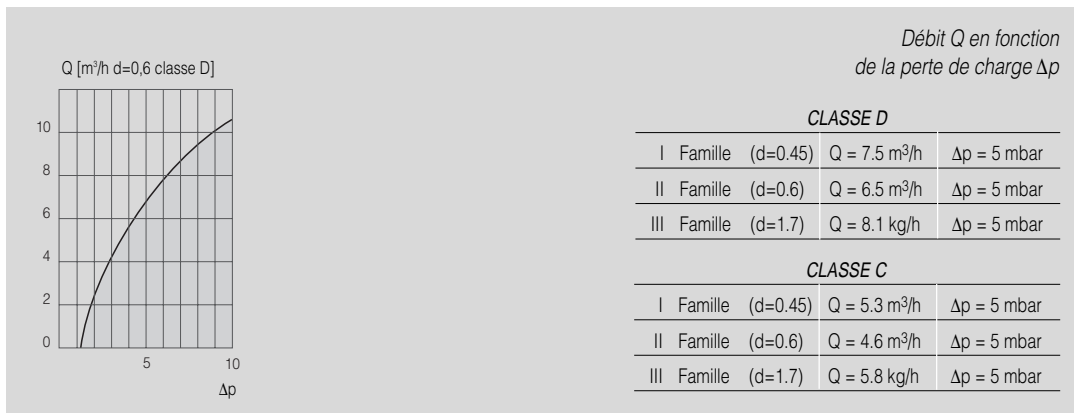 Débit Q en fonction
de la perte de charge Δp
Q [m³/h d=0,6 classe D]
10
8
6
4
2
0
5 10
Δp
CLASSE D
I Famille (d=0.45) Q = 7.5 m³/h Δp = 5 mbar
II Famille (d=0.6) Q = 6.5 m³/h Δp = 5 mbar
III Famille (d=1.7) Q = 8.1 kg/h Δp = 5 mbar
CLASSE C
I Famille (d=0.45) Q = 5.3 m³/h Δp = 5 mbar
II Famille (d=0.6) Q = 4.6 m³/h Δp = 5 mbar
III Famille (d=1.7) Q = 5.8 kg/h Δp = 5 mbar